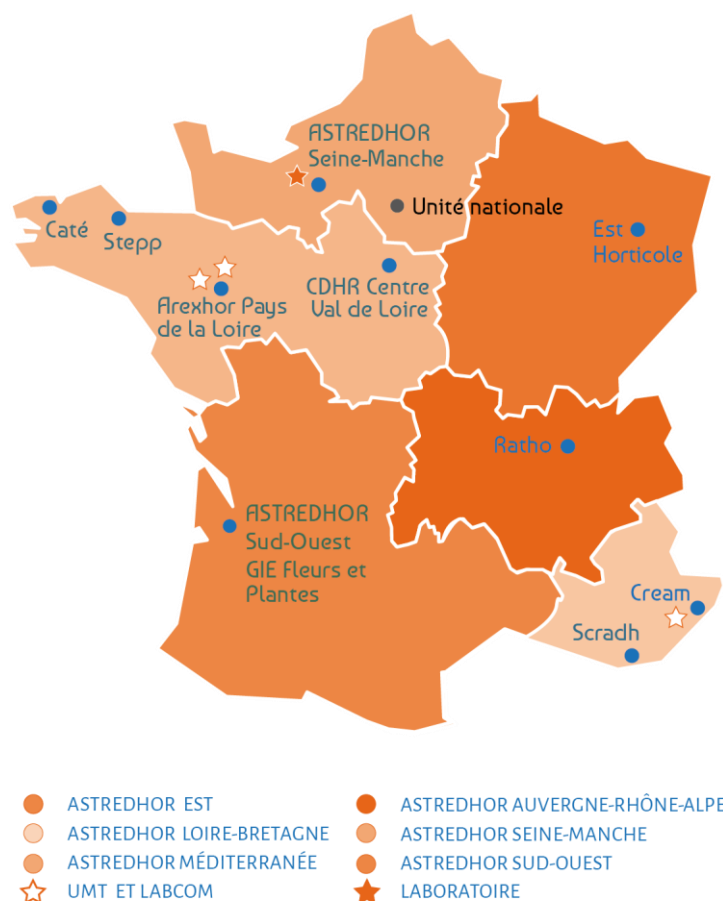 ASTREDHOR
Seine-Manche
Unité nationale
Caté
Stepp
Est
Horticole
CDHR Centre
Val de Loire
Arexhor Pays
de la Loire
Ratho
ASTREDHOR
Sud-Ouest
GIE Fleurs et
Plantes
Cream
Scradh
ASTREDHOR EST
ASTREDHOR AUVERGNE-RHÔNE-ALPE
ASTREDHOR LOIRE-BRETAGNE
ASTREDHOR SEINE-MANCHE
ASTREDHOR MÉDITERRANÉE
ASTREDHOR SUD-OUEST
UMT ET LABCOM
LABORATOIRE